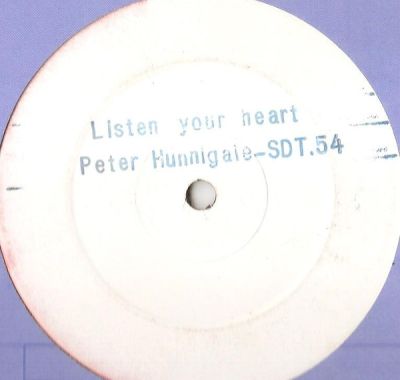 Listen your heart
Peter Hunnigale-SDT.54